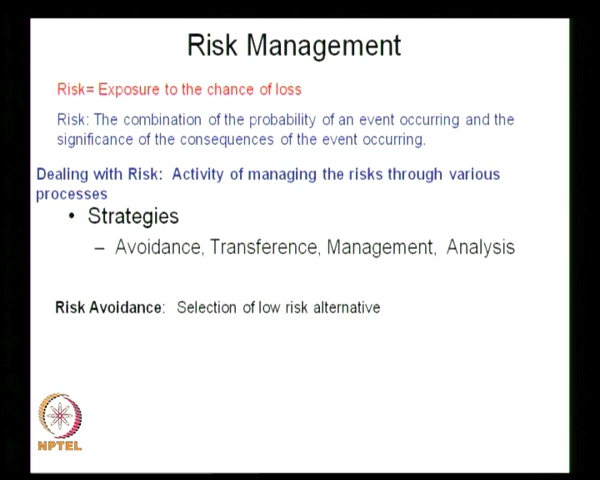 Risk Management
Risk= Exposure to the chance of loss
Risk: The combination of the probability of an event occurring and the
significance of the consequences of the event occurring.
Dealing with Risk: Activity of managing the risks through various
processes
• Strategies
– Avoidance, Transference, Management, Analysis
Risk Avoidance: Selection of low risk alternative
NPTEL